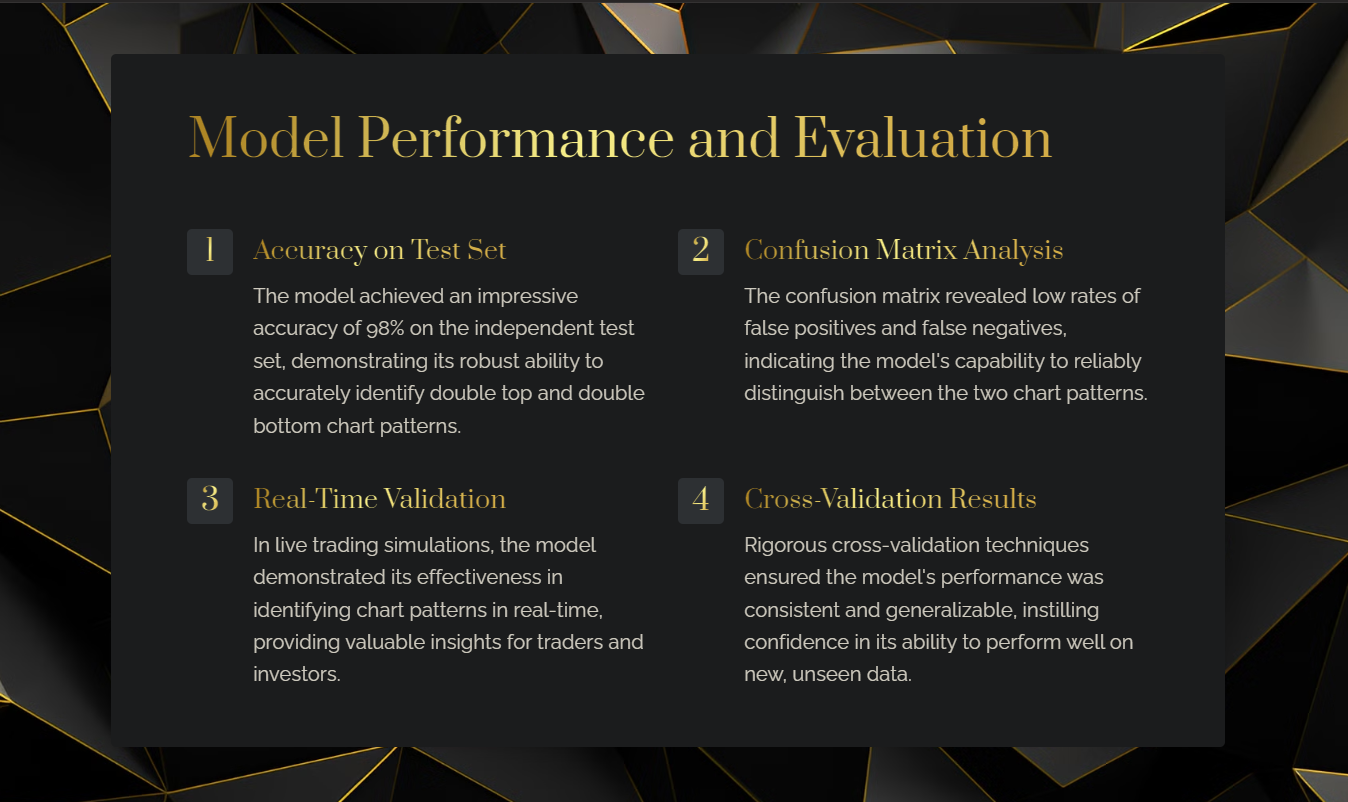 Model Performance and Evaluation
1
Accuracy on Test Set
The model achieved an impressive
accuracy of 98% on the independent test
set, demonstrating its robust ability to
accurately identify double top and double
bottom chart patterns.
2
Confusion Matrix Analysis
The confusion matrix revealed low rates of
false positives and false negatives,
indicating the model's capability to reliably
distinguish between the two chart patterns.
3
Real-Time Validation
In live trading simulations, the model
demonstrated its effectiveness in
identifying chart patterns in real-time,
providing valuable insights for traders and
investors.
4
Cross-Validation Results
Rigorous cross-validation techniques
ensured the model's performance was
consistent and generalizable, instilling
confidence in its ability to perform well on
new, unseen data.